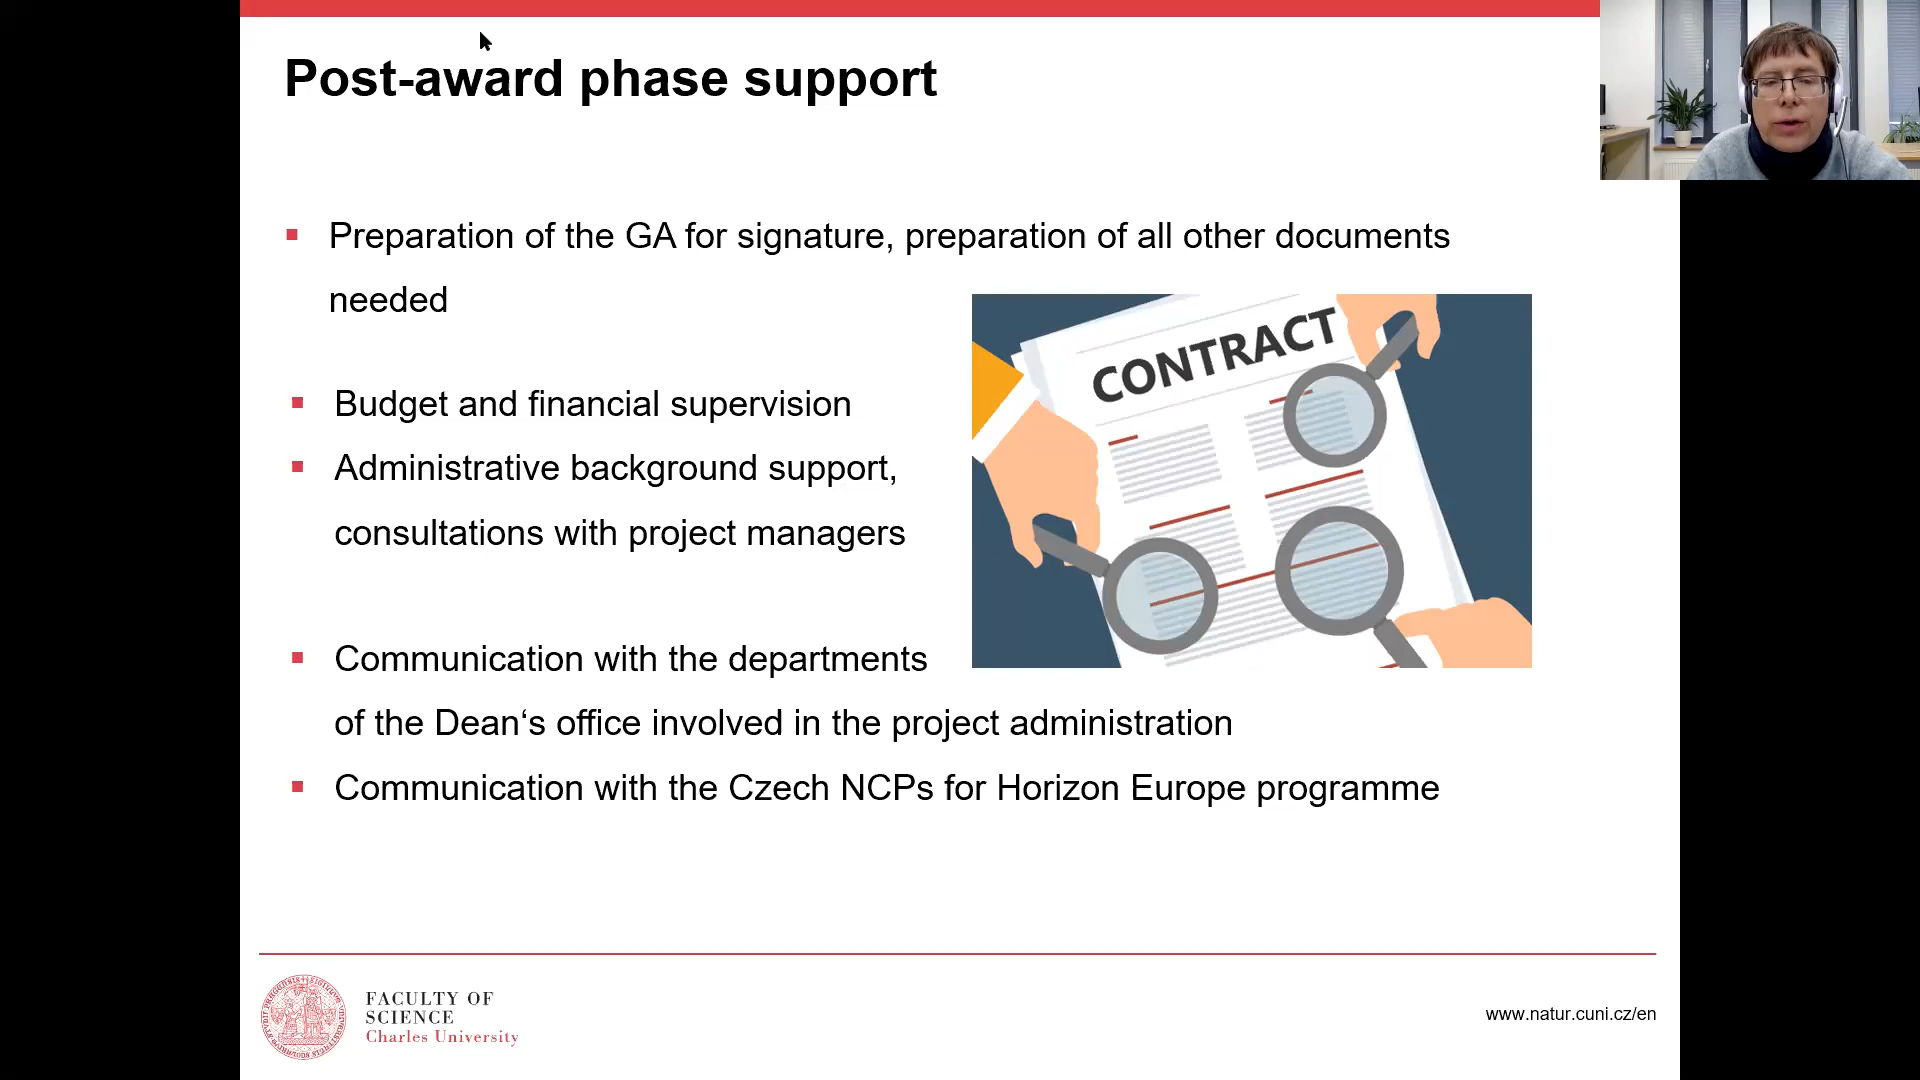 Post-award phase support
Preparation of the GA for signature, preparation of all other documents
needed
CONTRACT
Budget and financial supervision
Administrative background support,
consultations with project managers
Communication with the departments
of the Dean‘s office involved in the project administration
Communication with the Czech NCPs for Horizon Europe programme
FACULTY OF
SCIENCE
Charles University
www.natur.cuni.cz/en